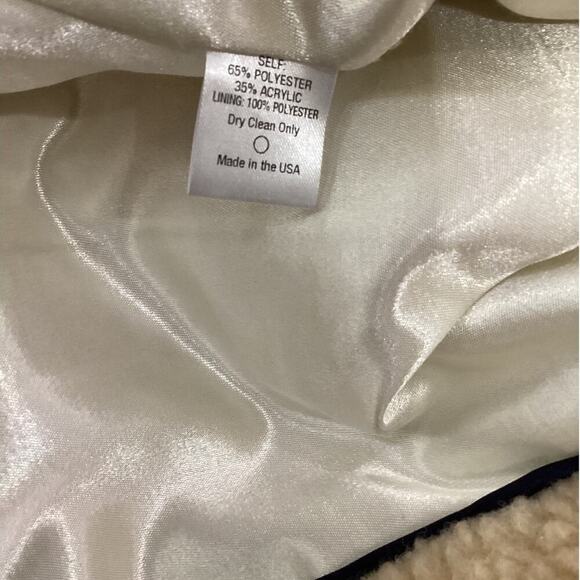 SELF:
65% POLYESTER
35% ACRYLIC
LINING: 100% POLYESTER
Dry Clean Only
Made in the USA